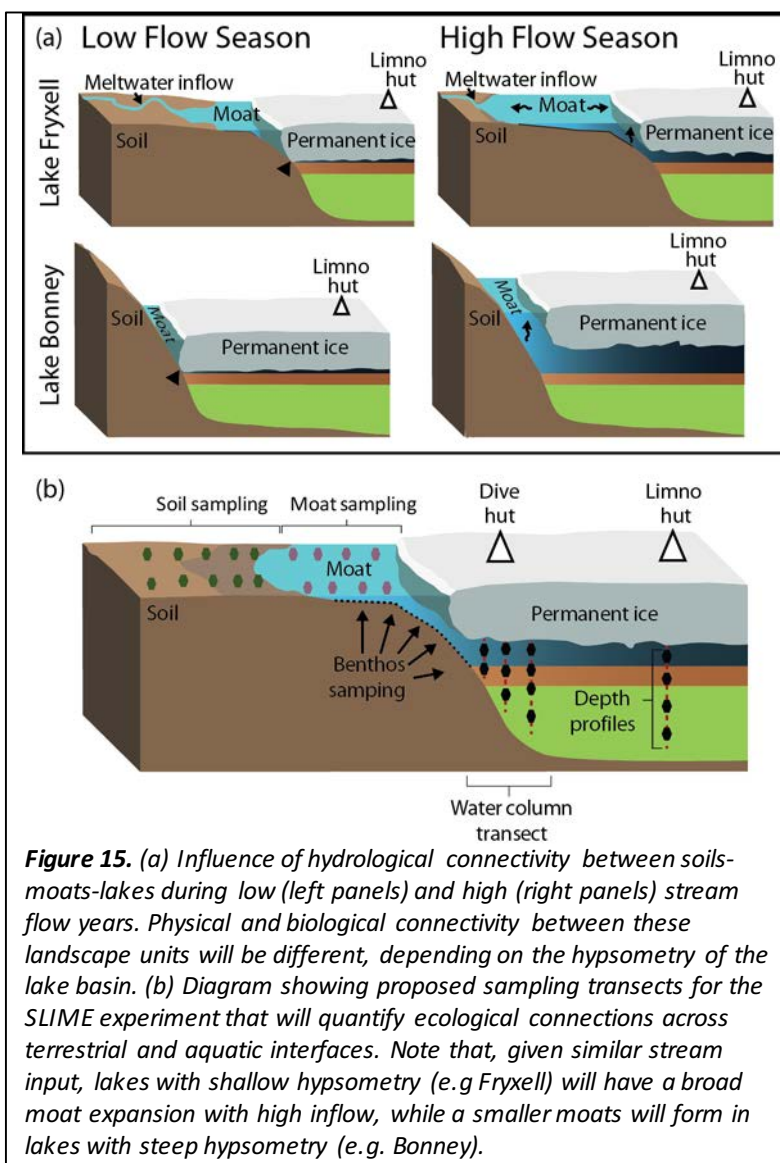 (a) Low Flow Season High Flow Season
Lake Fryxell
Meltwater inflow
Limno
hut
Moat
Permanent ice
Soil
Meltwater inflow
Limno
hut
Moat
Permanent ice
Soil
Lake Bonney
Limno
hut
Soil
Moat
Permanent ice
Limno
hut
Soil
Moat
Permanent ice
(b)
Soil sampling
Moat sampling
Dive
hut
Limno
hut
Moat
Soil
Permanent ice
Benthos
samping
Depth
profiles
Water column
transect
Figure 15. (a) Influence of hydrological connectivity between soils-
moats-lakes during low (left panels) and high (right panels) stream
flow years. Physical and biological connectivity between these
landscape units will be different, depending on the hypsometry of the
lake basin. (b) Diagram showing proposed sampling transects for the
SLIME experiment that will quantify ecological connections across
terrestrial and aquatic interfaces. Note that, given similar stream
input, lakes with shallow hypsometry (e.g Fryxell) will have a broad
moat expansion with high inflow, while a smaller moats will form in
lakes with steep hypsometry (e.g. Bonney).